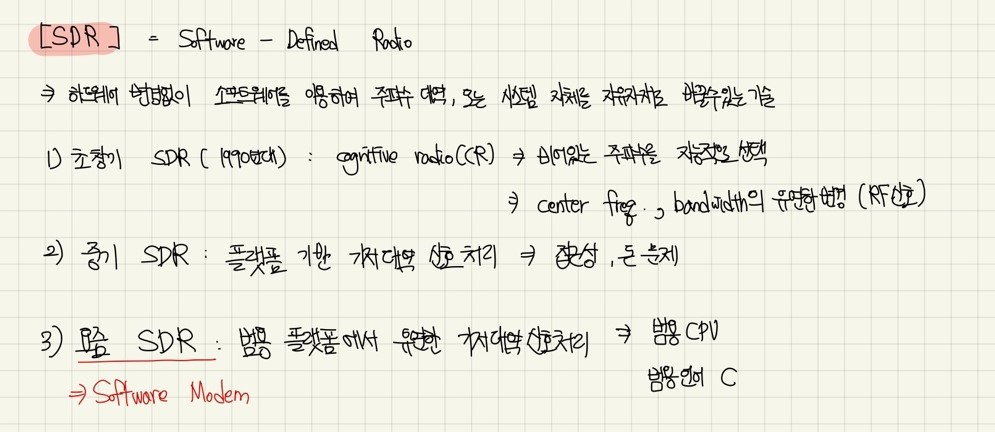 [SDR] = Software - Defined Radio
⇒ 하드웨어 변경없이 소프트웨어를 이용하여 주파수 대역, 또는 시스템 자체를 자유자재로 바꿀수있는 기술
1) 초창기 SDR (1990년대) : cognitive radio(CR) ⇒ 비어있는 주파수을 지능적으로 선택
⇒ center freq. , bandwidth의 유연한 변경 (RF신호)
2) 중기 SDR : 플랫폼 기반 기저대역 신호처리 ⇒ 접근성, 돈 문제
3) 요즘 SDR : 범용 플랫폼에서 유연한 기저대역신호처리 ⇒ 범용 CPU
범용언어 C
⇒ Software Modem